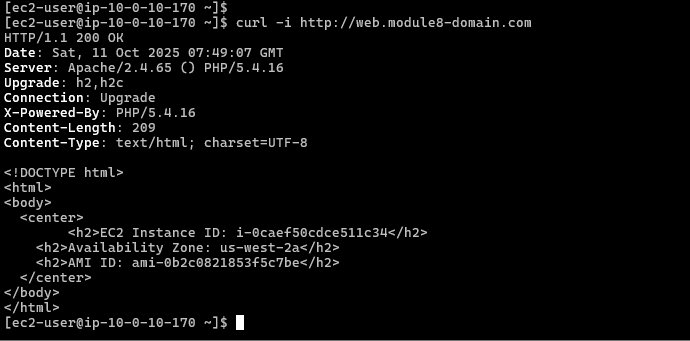 [ec2-user@ip-10-0-10-170 ~]$
[ec2-user@ip-10-0-10-170 ~]$ curl -i http://web.module8-domain.com
HTTP/1.1 200 OK
Date: Sat, 11 Oct 2025 07:49:07 GMT
Server: Apache/2.4.65 () PHP/5.4.16
Upgrade: h2,h2c
Connection: Upgrade
X-Powered-By: PHP/5.4.16
Content-Length: 209
Content-Type: text/html; charset=UTF-8

<!DOCTYPE html>
<html>
<body>
  <center>
        <h2>EC2 Instance ID: i-0caef50cdce511c34</h2>
    <h2>Availability Zone: us-west-2a</h2>
    <h2>AMI ID: ami-0b2c0821853f5c7be</h2>
  </center>
</body>
</html>
[ec2-user@ip-10-0-10-170 ~]$